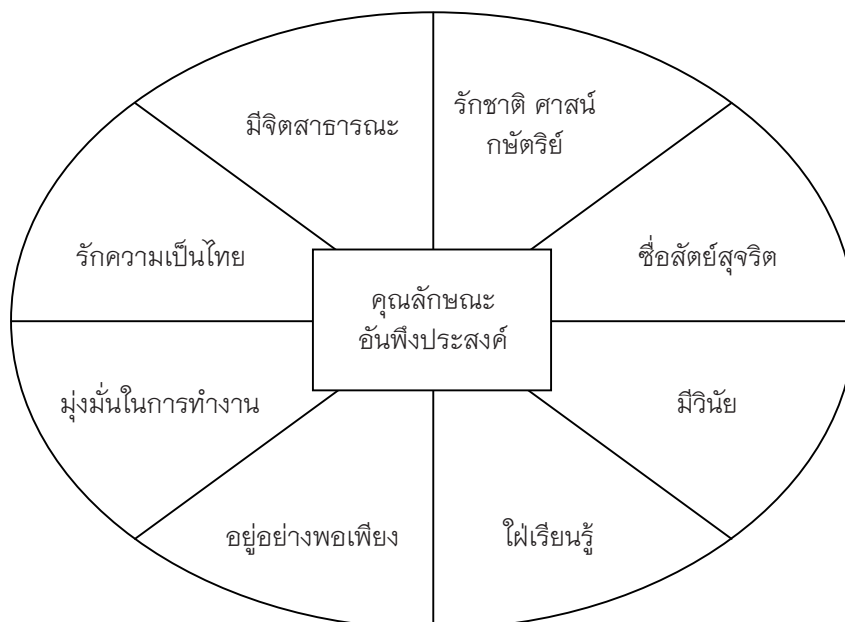 มีจิตสาธารณะ
รักชาติ ศาสน์
กษัตริย์
รักความเป็นไทย
ซื่อสัตย์สุจริต
คุณลักษณะ
อันพึงประสงค์
มุ่งมั่นในการทำงาน
มีวินัย
อยู่อย่างพอเพียง
ใฝ่เรียนรู้